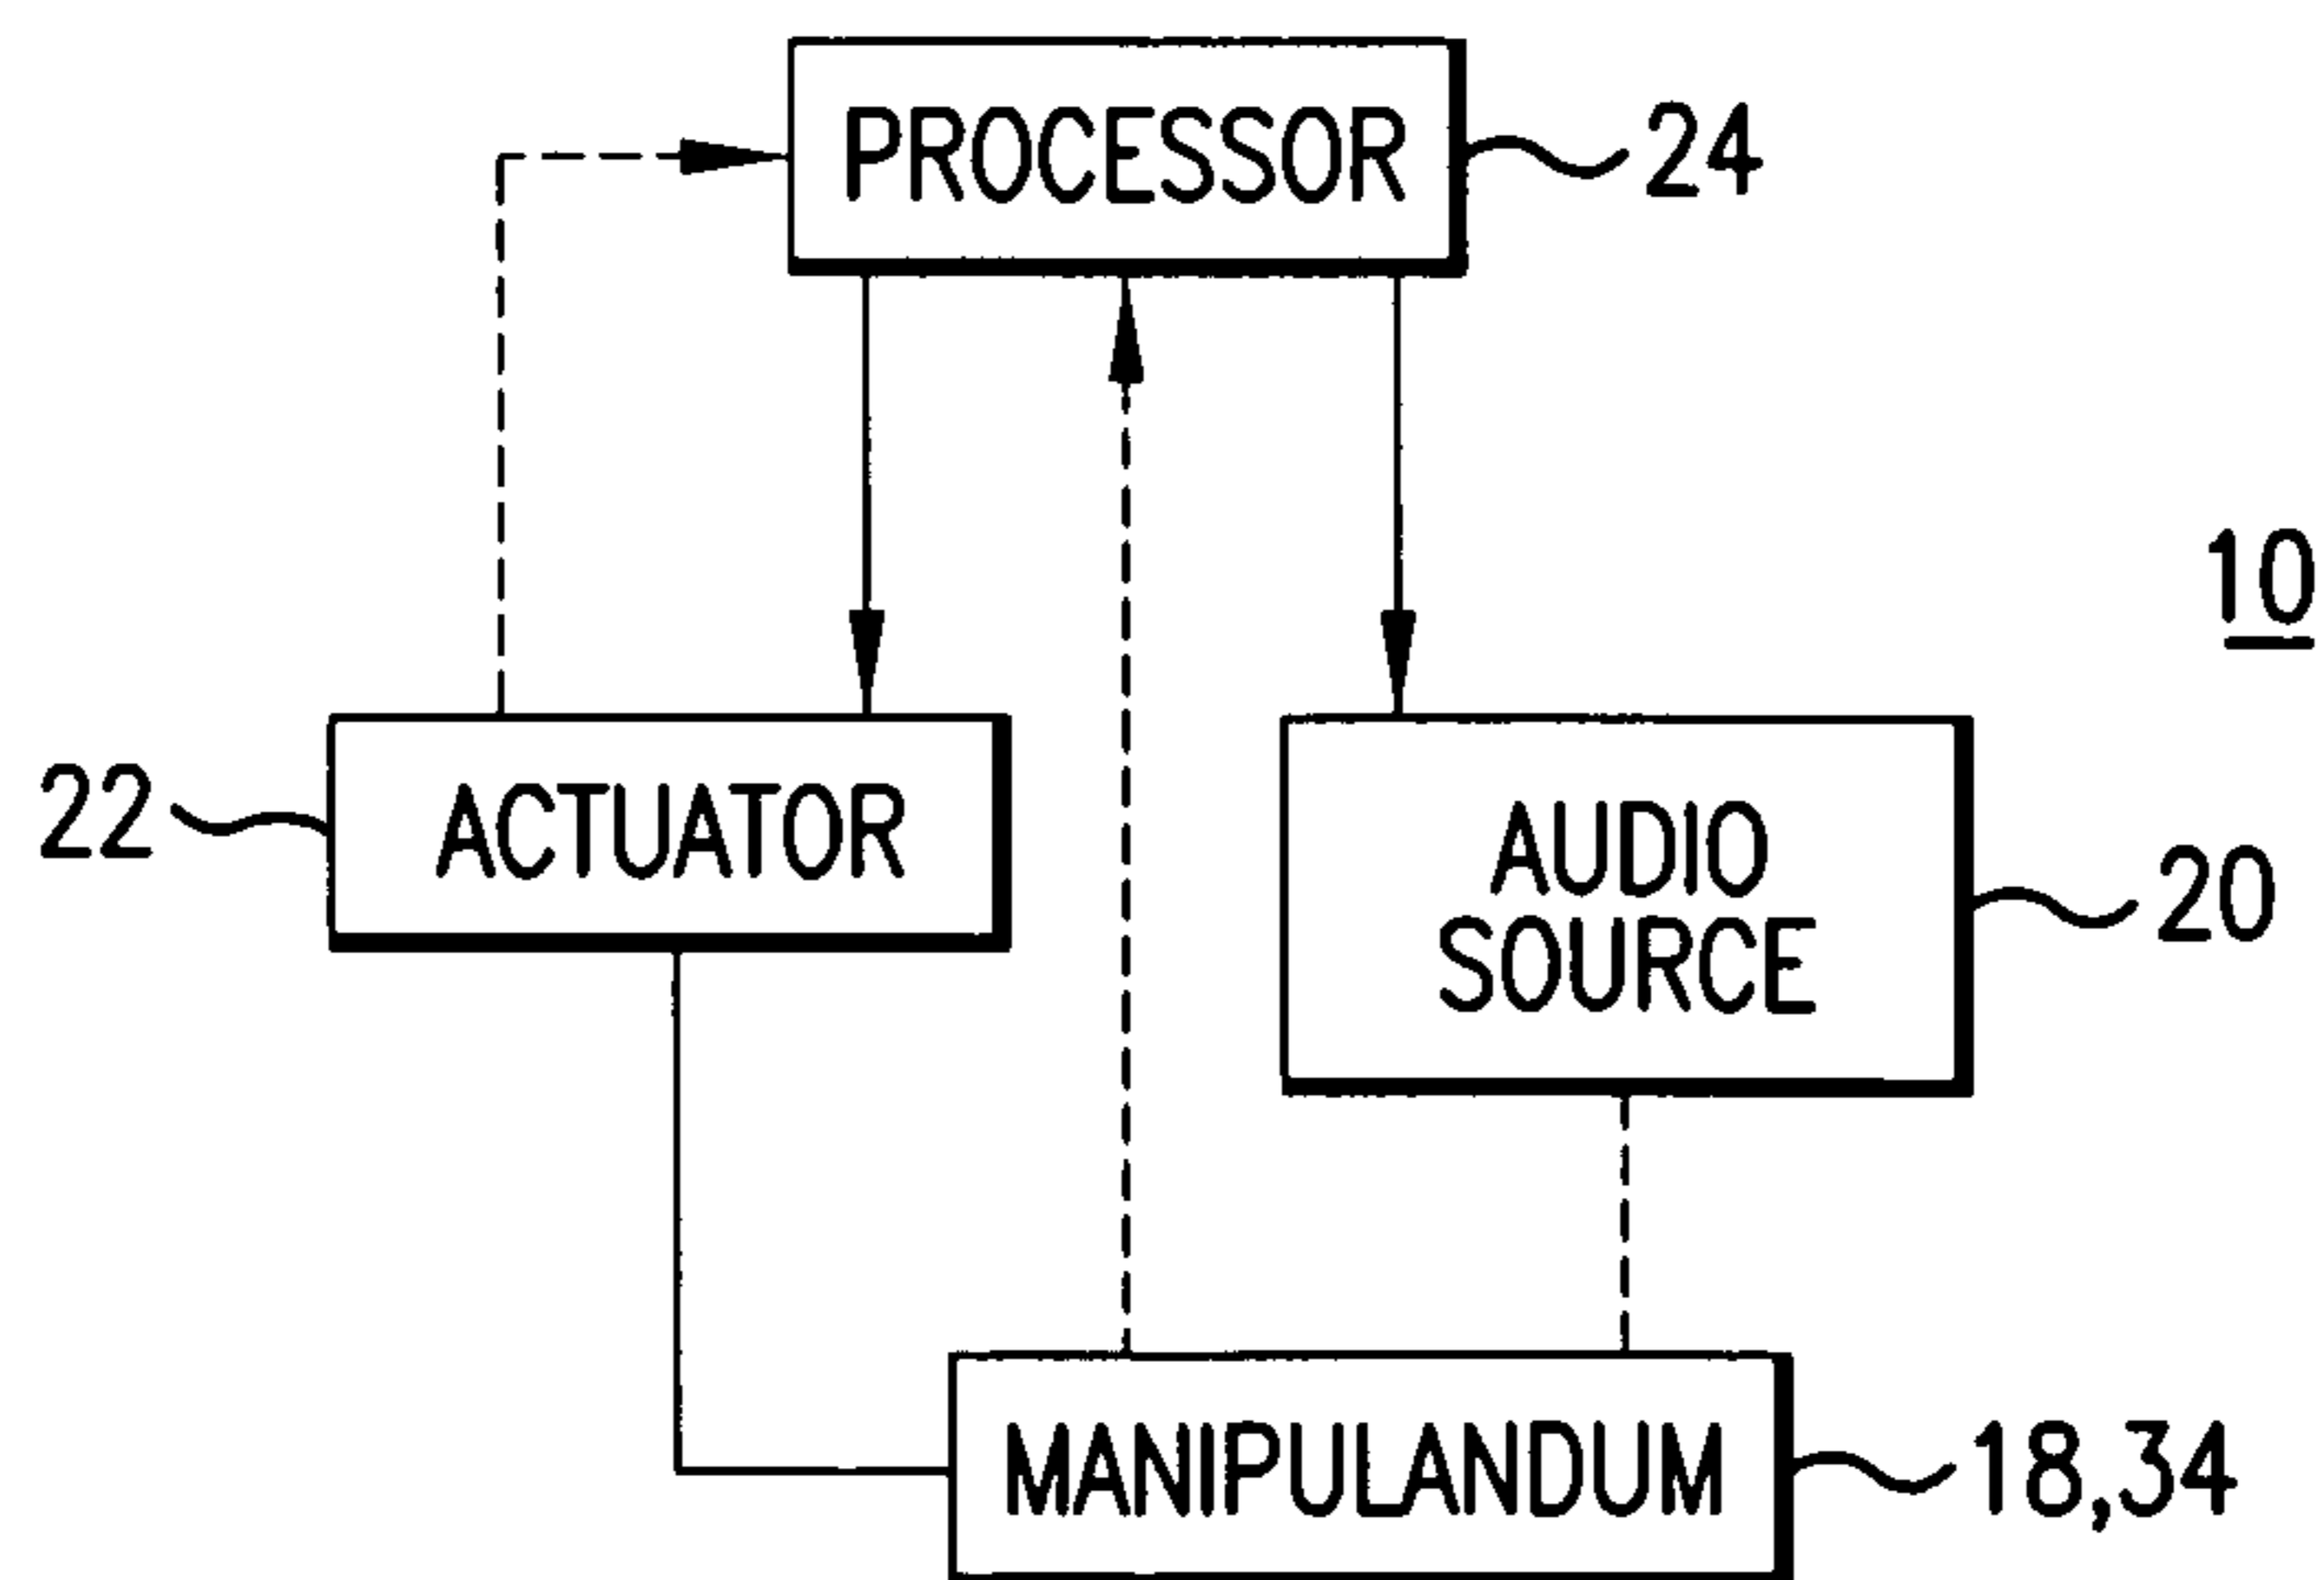 PROCESSOR
24
10
22
ACTUATOR
AUDIO
SOURCE
20
MANIPULANDUM
18,34